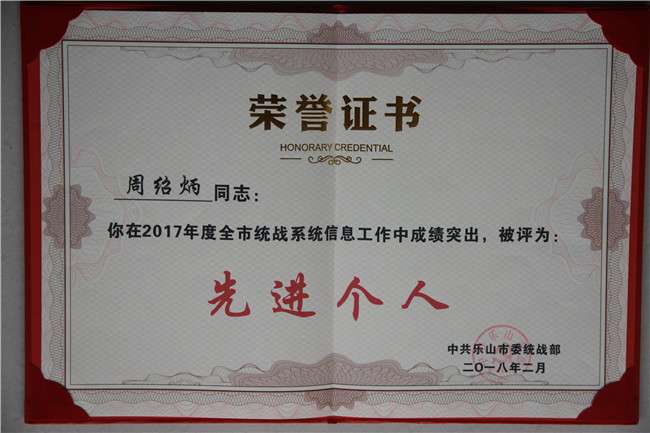 荣誉证书
HONORARY CREDENTIAL
周绍炳同志：
你在2017年度全市统战系统信息工作中成绩突出，被评为：
先进个人
中共乐山市委统战部
二〇一八年二月